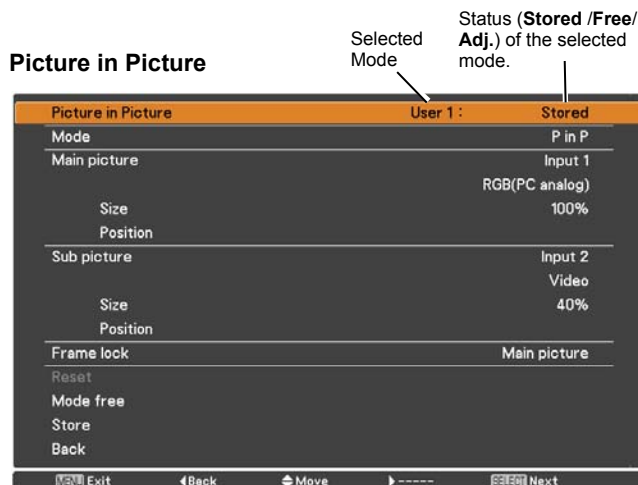 Picture in Picture
Selected
Mode
Status (Stored /Free/
Adj.) of the selected
mode.
Picture in Picture User 1 : Stored
Mode P in P
Main picture Input 1
RGB(PC analog)
Size 100%
Position
Sub picture Input 2
Video
Size 40%
Position
Frame lock Main picture
Reset
Mode free
Store
Back
MENU Exit ◀Back ◆Move ▶----- SELECT Next